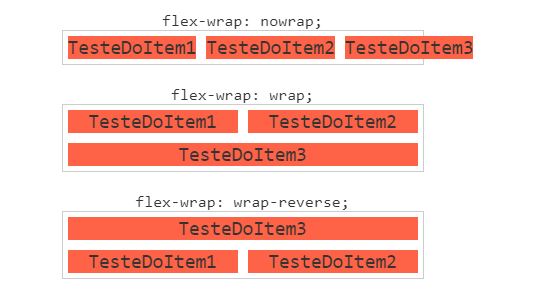 flex-wrap: nowrap;
TesteDoItem1 TesteDoItem2 TesteDoItem3
flex-wrap: wrap;
TesteDoItem1 TesteDoItem2
TesteDoItem3
flex-wrap: wrap-reverse;
TesteDoItem3
TesteDoItem1 TesteDoItem2